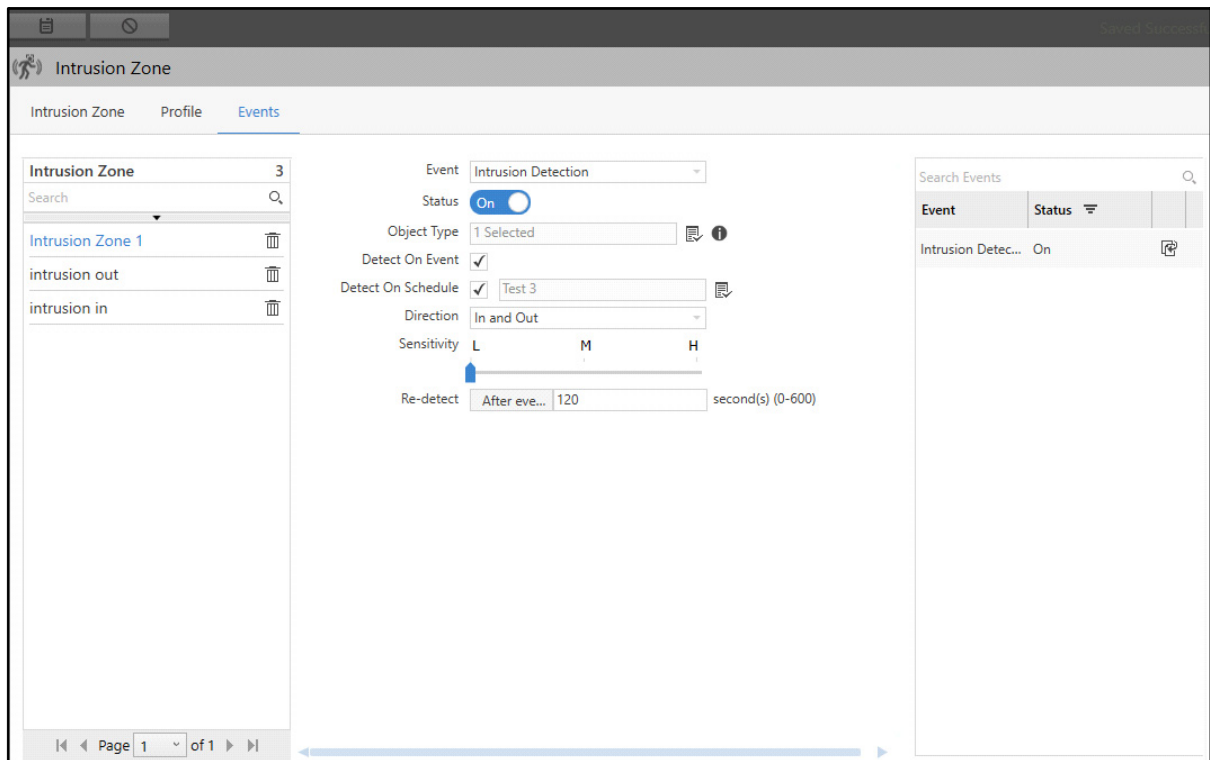 Saved Successf
Intrusion Zone
Intrusion Zone Profile Events
Intrusion Zone 3
Search
Intrusion Zone 1
intrusion out
intrusion in
Page 1 of 1
Event Intrusion Detection
Status On
Object Type 1 Selected
Detect On Event
Detect On Schedule Test 3
Direction In and Out
Sensitivity L M H
Re-detect After eve... 120 second(s) (0-600)
Search Events
Event Status
Intrusion Detec... On